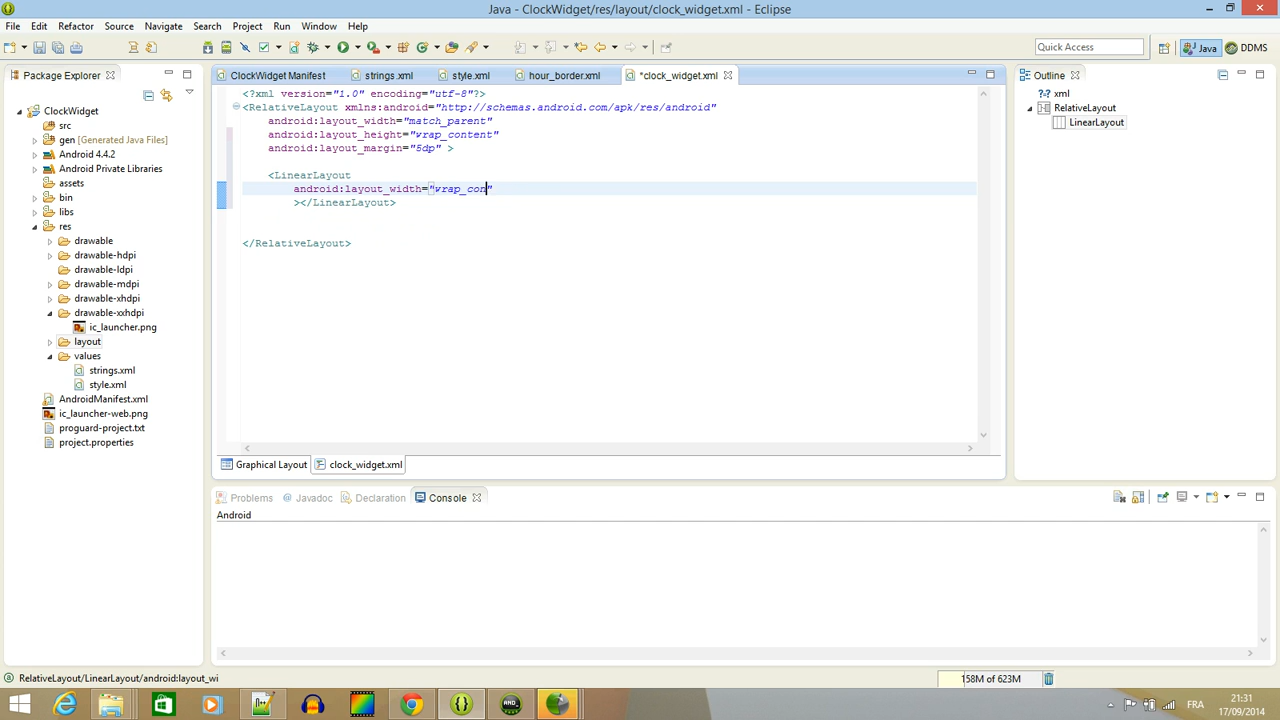 Java - ClockWidget/res/layout/clock_widget.xml - Eclipse
File Edit Refactor Source Navigate Search Project Run Window Help
Quick Access
Java
DDMS
Package Explorer
ClockWidget
src
gen [Generated Java Files]
Android 4.4.2
Android Private Libraries
assets
bin
libs
res
drawable
drawable-hdpi
drawable-ldpi
drawable-mdpi
drawable-xhdpi
drawable-xxhdpi
ic_launcher.png
layout
values
strings.xml
style.xml
AndroidManifest.xml
ic_launcher-web.png
proguard-project.txt
project.properties
ClockWidget Manifest
strings.xml
style.xml
hour_border.xml
*clock_widget.xml
<?xml version="1.0" encoding="utf-8"?>
<RelativeLayout xmlns:android="http://schemas.android.com/apk/res/android"
android:layout_width="match_parent"
android:layout_height="wrap_content"
android:layout_margin="5dp" >
<LinearLayout
android:layout_width="wrap_con"
></LinearLayout>
</RelativeLayout>
Graphical Layout
clock_widget.xml
Outline
xml
RelativeLayout
LinearLayout
Problems
Javadoc
Declaration
Console
Android
RelativeLayout/LinearLayout/android:layout_wi
158M of 623M
FRA
21:31
17/09/2014